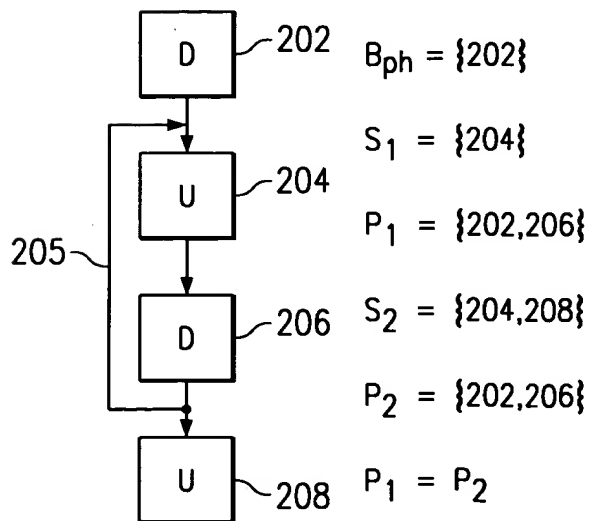 D 202 B_ph = {202}
S_1 = {204}
U 204
P_1 = {202,206}
205
D 206 S_2 = {204,208}
P_2 = {202,206}
U 208 P_1 = P_2